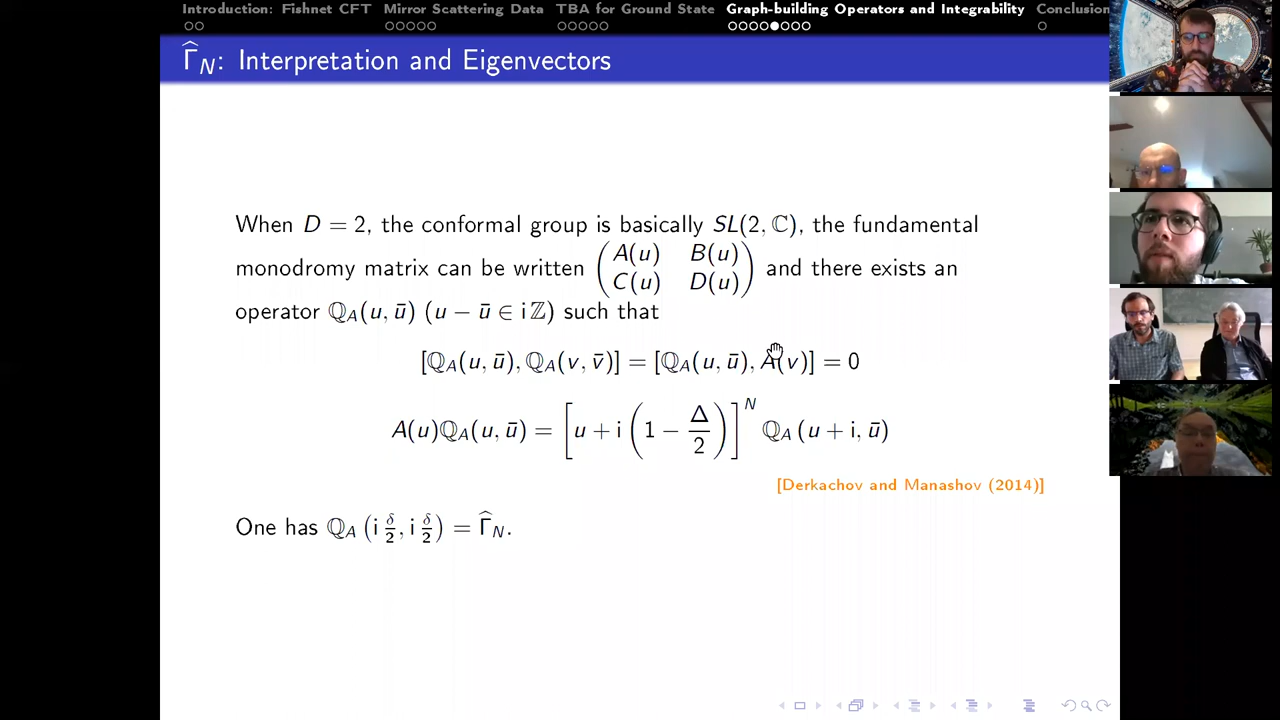 Introduction: Fishnet CFT Mirror Scattering Data TBA for Ground State Graph-building Operators and Integrability Conclusion
Γ̂_N: Interpretation and Eigenvectors
When D = 2, the conformal group is basically SL(2, ℂ), the fundamental
monodromy matrix can be written (A(u) B(u) C(u) D(u)) and there exists an
operator ℚ_A(u, ū) (u − ū ∈ iℤ) such that
[ℚ_A(u, ū), ℚ_A(v, v̄)] = [ℚ_A(u, ū), A(v)] = 0
A(u)ℚ_A(u, ū) = [u + i (1 − Δ/2)]^N ℚ_A (u + i, ū)
[Derkachov and Manashov (2014)]
One has ℚ_A (i δ/2, i δ/2) = Γ̂_N.